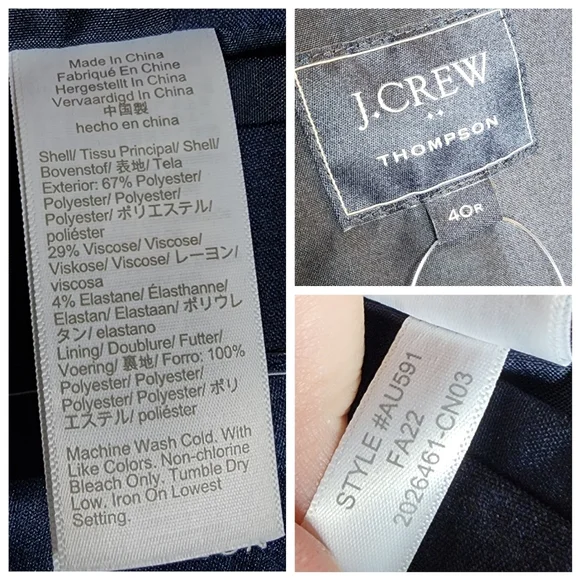 Made In China
Fabriqué En Chine
Hergestellt In China
Vervaardigd In China
中国製
hecho en china
Shell/ Tissu Principal/ Shell/
Bovenstof/ 表地/ Tela
Exterior: 67% Polyester/
Polyester/ Polyester/
Polyester/ ポリエステル/
poliéster
29% Viscose/ Viscose/
Viskose/ Viscose/ レーヨン/
viscosa
4% Elastane/ Élasthanne/
Elastan/ Elastaan/ ポリウレ
タン/ elastano
Lining/ Doublure/ Futter/
Voering/ 裏地/ Forro: 100%
Polyester/ Polyester/
Polyester/ Polyester/ ポリ
エステル/ poliéster
Machine Wash Cold. With
Like Colors. Non-chlorine
Bleach Only. Tumble Dry
Low. Iron On Lowest
Setting.
J.CREW
THOMPSON
40R
STYLE #AU591
FA22
2026461-CN03